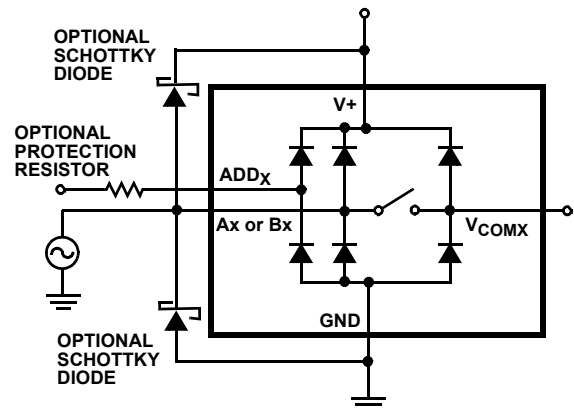 OPTIONAL
SCHOTTKY
DIODE
V+
OPTIONAL
PROTECTION
RESISTOR
ADDX
Ax or Bx
VCOMX
GND
OPTIONAL
SCHOTTKY
DIODE